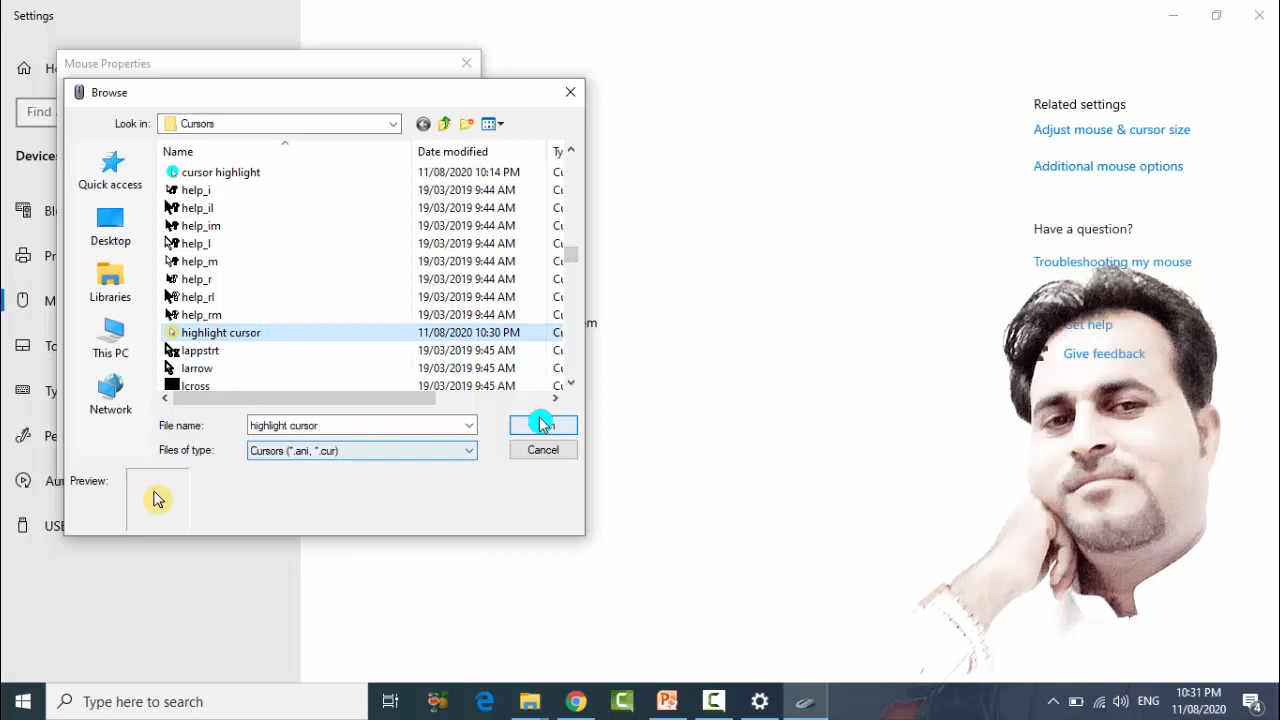 Settings
Mouse Properties
Browse
Look in:
Cursors
Name
Date modified
cursor highlight
11/08/2020 10:14 PM
help_i
19/03/2019 9:44 AM
help_il
19/03/2019 9:44 AM
help_im
19/03/2019 9:44 AM
help_l
19/03/2019 9:44 AM
help_m
19/03/2019 9:44 AM
help_r
19/03/2019 9:44 AM
help_rl
19/03/2019 9:44 AM
help_rm
19/03/2019 9:44 AM
highlight cursor
11/08/2020 10:30 PM
lappstrt
19/03/2019 9:45 AM
larrow
19/03/2019 9:45 AM
lcross
19/03/2019 9:45 AM
Quick access
Desktop
Libraries
This PC
Network
File name:
highlight cursor
Files of type:
Cursors (*.ani, *.cur)
Cancel
Preview:
Find
Related settings
Adjust mouse & cursor size
Additional mouse options
Have a question?
Troubleshooting my mouse
Get help
Give feedback
Type here to search
ENG
10:31 PM
11/08/2020
4